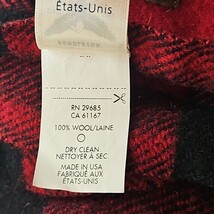 États-Unis
RN 29685
CA 61167
100% WOOL/LAINE
DRY CLEAN
NETTOYER À SEC
MADE IN USA
FABRIQUÉ AUX
ÉTATS-UNIS